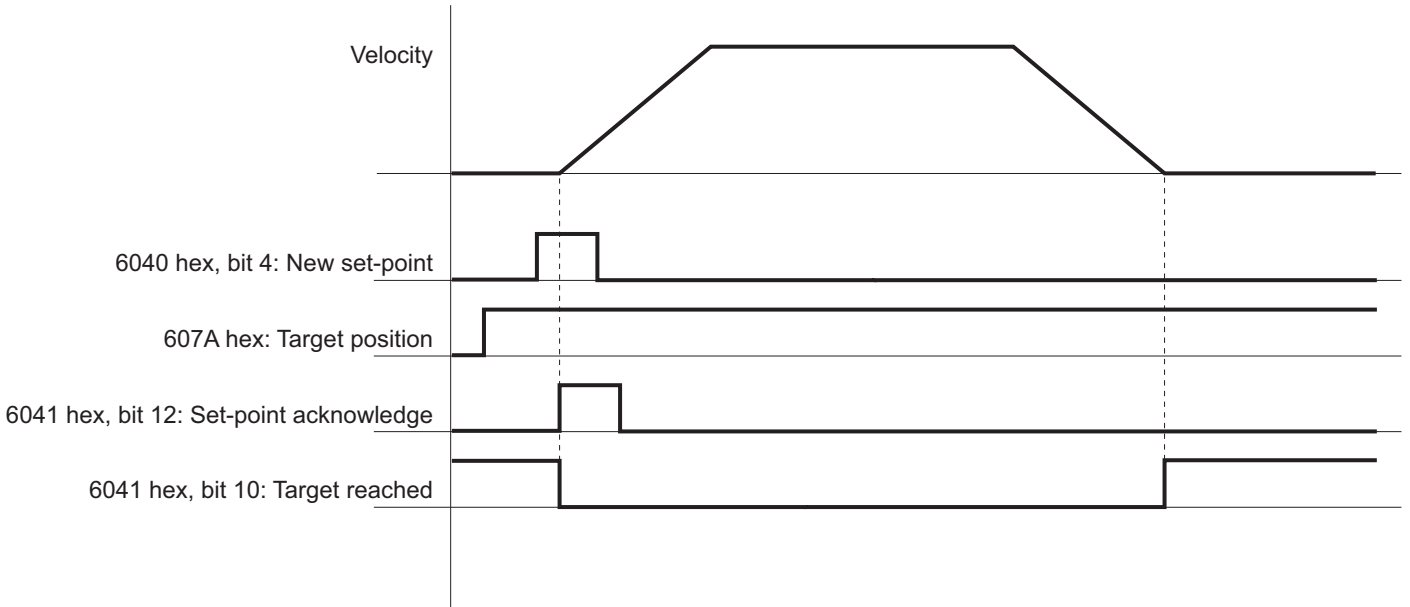 Velocity
6040 hex, bit 4: New set-point
607A hex: Target position
6041 hex, bit 12: Set-point acknowledge
6041 hex, bit 10: Target reached